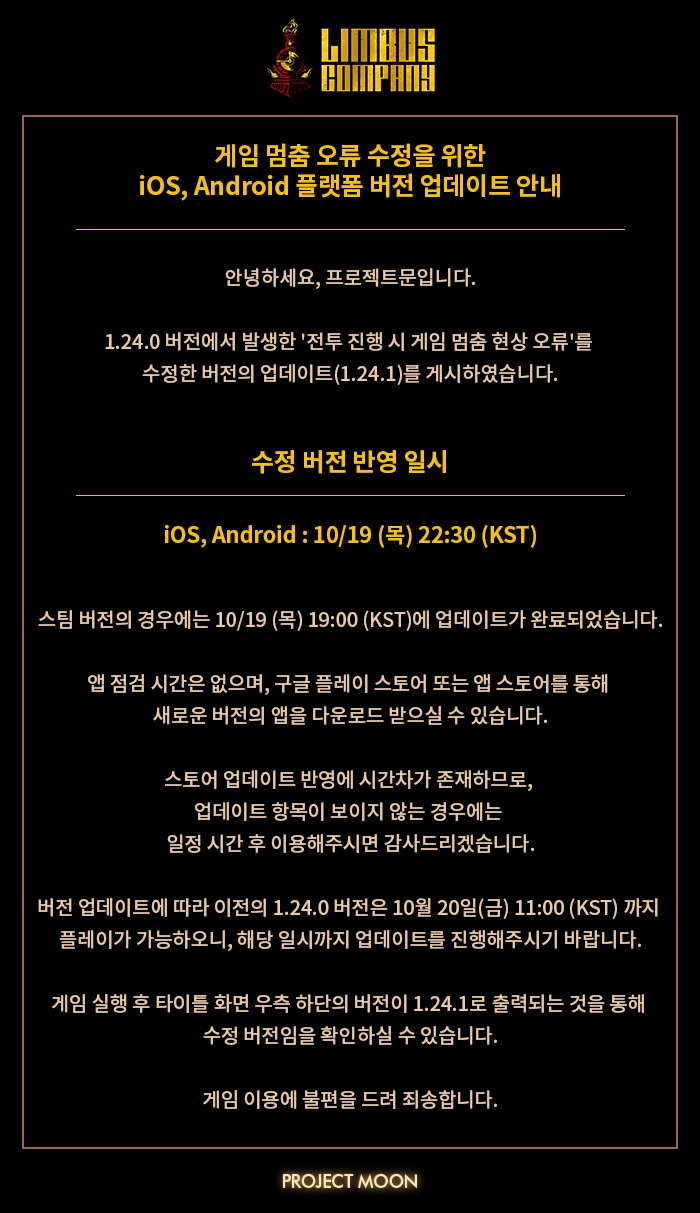 LIMBUS
COMPANY
게임 멈춤 오류 수정을 위한
iOS, Android 플랫폼 버전 업데이트 안내
안녕하세요, 프로젝트문입니다.
1.24.0 버전에서 발생한 '전투 진행 시 게임 멈춤 현상 오류'를
수정한 버전의 업데이트(1.24.1)를 게시하였습니다.
수정 버전 반영 일시
iOS, Android : 10/19 (목) 22:30 (KST)
스팀 버전의 경우에는 10/19 (목) 19:00 (KST)에 업데이트가 완료되었습니다.
앱 점검 시간은 없으며, 구글 플레이 스토어 또는 앱 스토어를 통해
새로운 버전의 앱을 다운로드 받으실 수 있습니다.
스토어 업데이트 반영에 시간차가 존재하므로,
업데이트 항목이 보이지 않는 경우에는
일정 시간 후 이용해주시면 감사드리겠습니다.
버전 업데이트에 따라 이전의 1.24.0 버전은 10월 20일(금) 11:00 (KST) 까지
플레이가 가능하오니, 해당 일시까지 업데이트를 진행해주시기 바랍니다.
게임 실행 후 타이틀 화면 우측 하단의 버전이 1.24.1로 출력되는 것을 통해
수정 버전임을 확인하실 수 있습니다.
게임 이용에 불편을 드려 죄송합니다.
PROJECT MOON